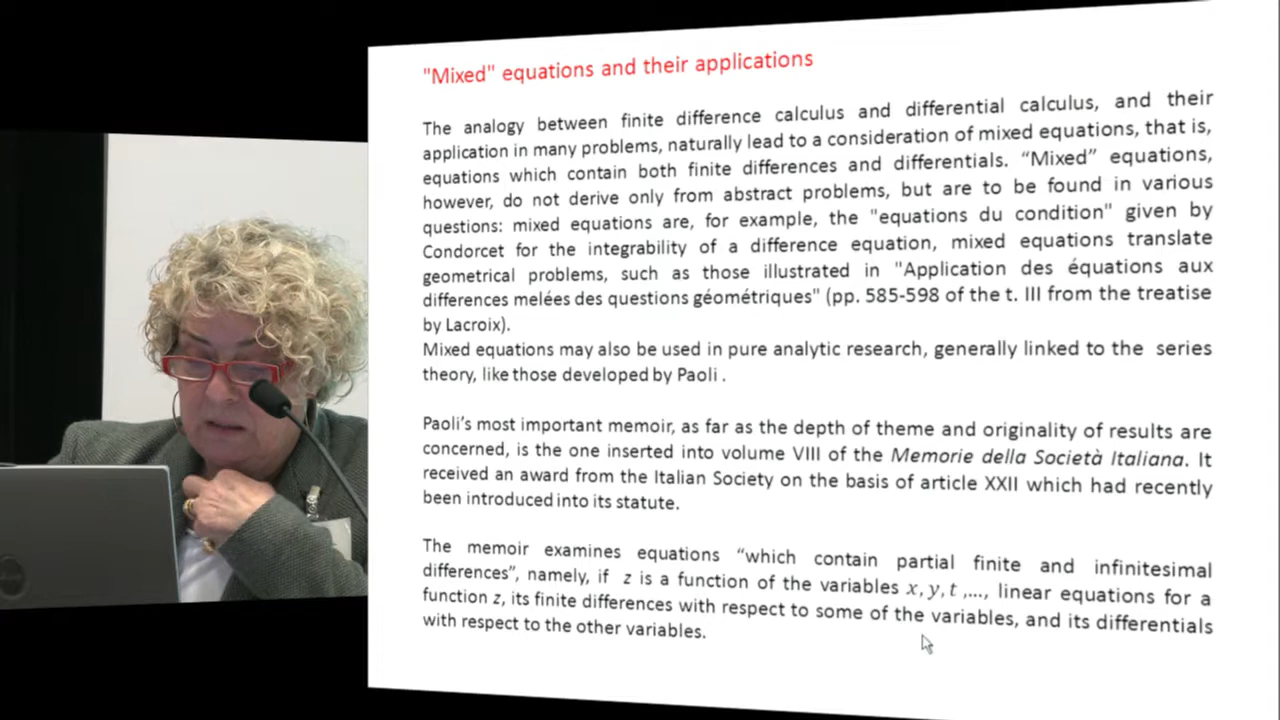 "Mixed" equations and their applications
The analogy between finite difference calculus and differential calculus, and their
application in many problems, naturally lead to a consideration of mixed equations, that is,
equations which contain both finite differences and differentials. “Mixed” equations,
however, do not derive only from abstract problems, but are to be found in various
questions: mixed equations are, for example, the "equations du condition" given by
Condorcet for the integrability of a difference equation, mixed equations translate
geometrical problems, such as those illustrated in "Application des équations aux
differences melées des questions géométriques" (pp. 585-598 of the t. III from the treatise
by Lacroix).
Mixed equations may also be used in pure analytic research, generally linked to the series
theory, like those developed by Paoli .
Paoli’s most important memoir, as far as the depth of theme and originality of results are
concerned, is the one inserted into volume VIII of the Memorie della Società Italiana. It
received an award from the Italian Society on the basis of article XXII which had recently
been introduced into its statute.
The memoir examines equations “which contain partial finite and infinitesimal
differences”, namely, if z is a function of the variables x, y, t ,..., linear equations for a
function z, its finite differences with respect to some of the variables, and its differentials
with respect to the other variables.